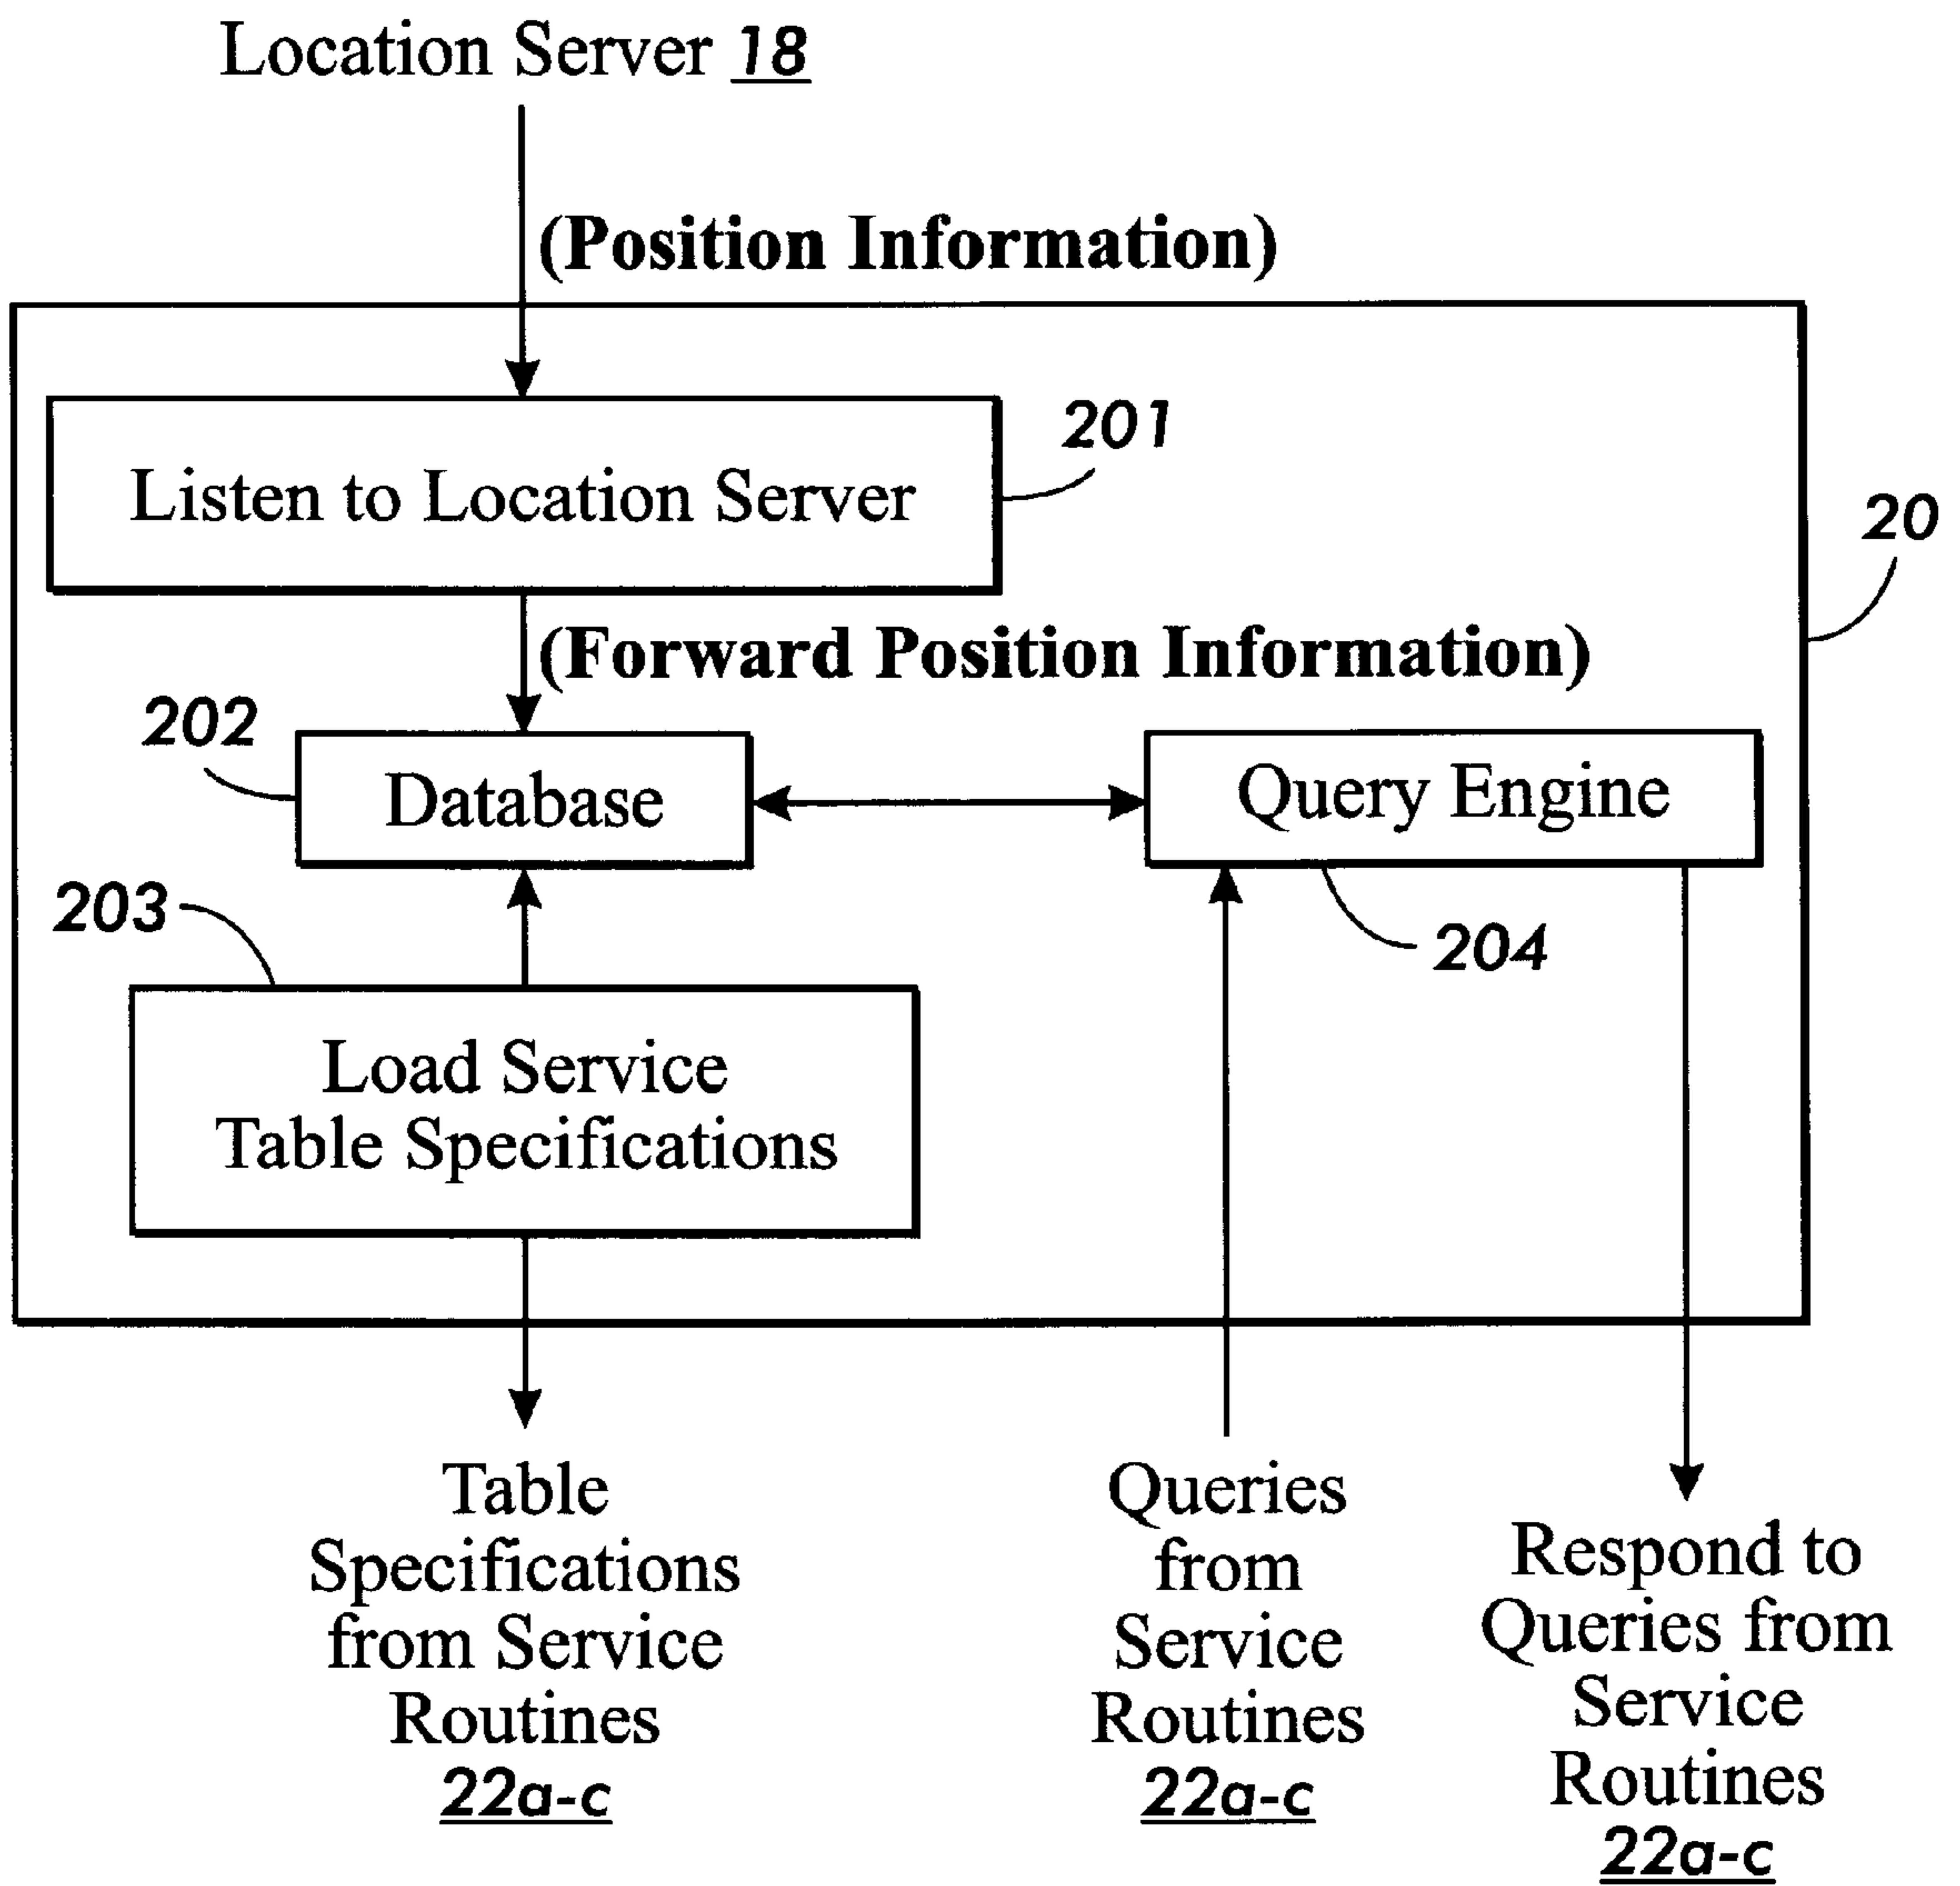 Location Server 18
(Position Information)
201
Listen to Location Server
20
(Forward Position Information)
202
Database
Query Engine
203
204
Load Service
Table Specifications
Table
Specifications
from Service
Routines
22a-c
Queries
from
Service
Routines
22a-c
Respond to
Queries from
Service
Routines
22a-c